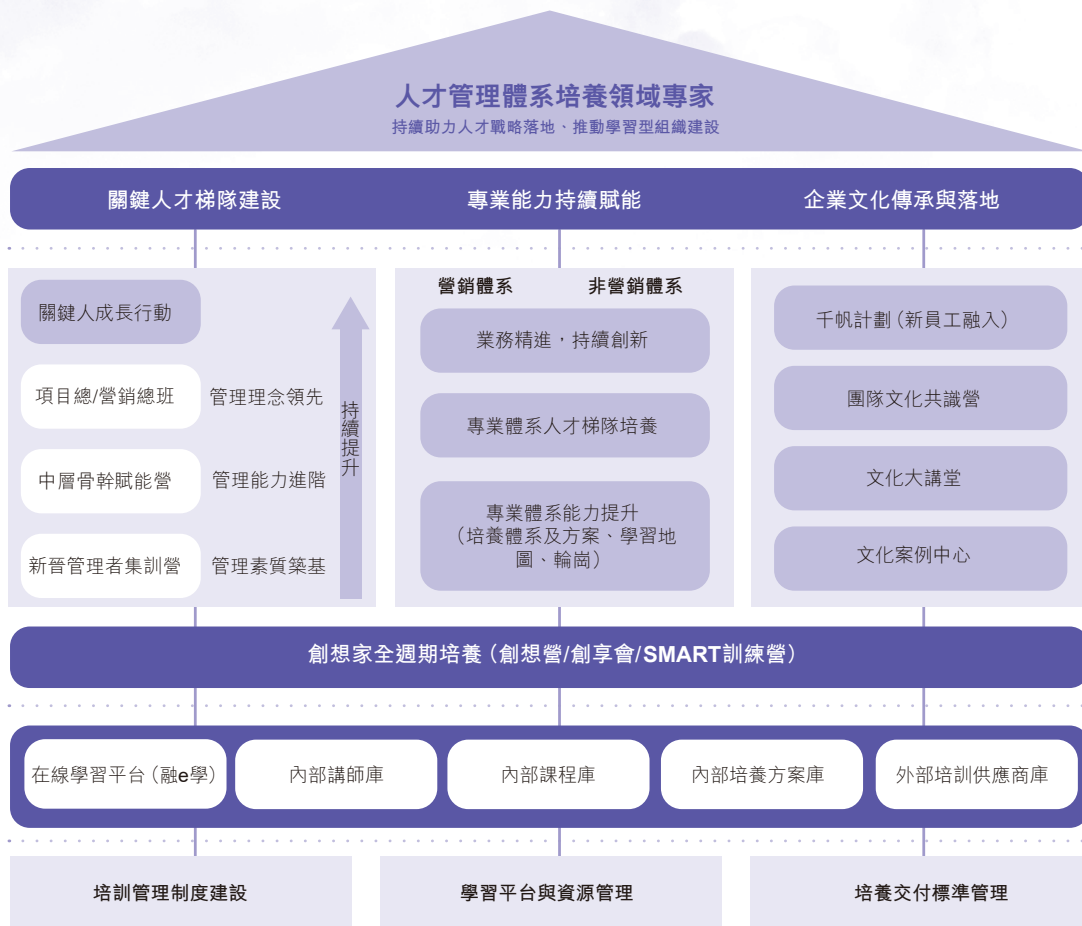 人才管理體系培養領域專家
持續助力人才戰略落地、推動學習型組織建設
關鍵人才梯隊建設
專業能力持續賦能
企業文化傳承與落地
關鍵人成長行動
項目總/營銷總班
管理理念領先
中層骨幹賦能營
管理能力進階
新晉管理者集訓營
管理素質築基
持續提升
營銷體系
非營銷體系
業務精進，持續創新
專業體系人才梯隊培養
專業體系能力提升
（培養體系及方案、學習地
圖、輪崗）
千帆計劃（新員工融入）
團隊文化共識營
文化大講堂
文化案例中心
創想家全週期培養（創想營/創享會/SMART訓練營）
在線學習平台（融e學）
內部講師庫
內部課程庫
內部培養方案庫
外部培訓供應商庫
培訓管理制度建設
學習平台與資源管理
培養交付標準管理